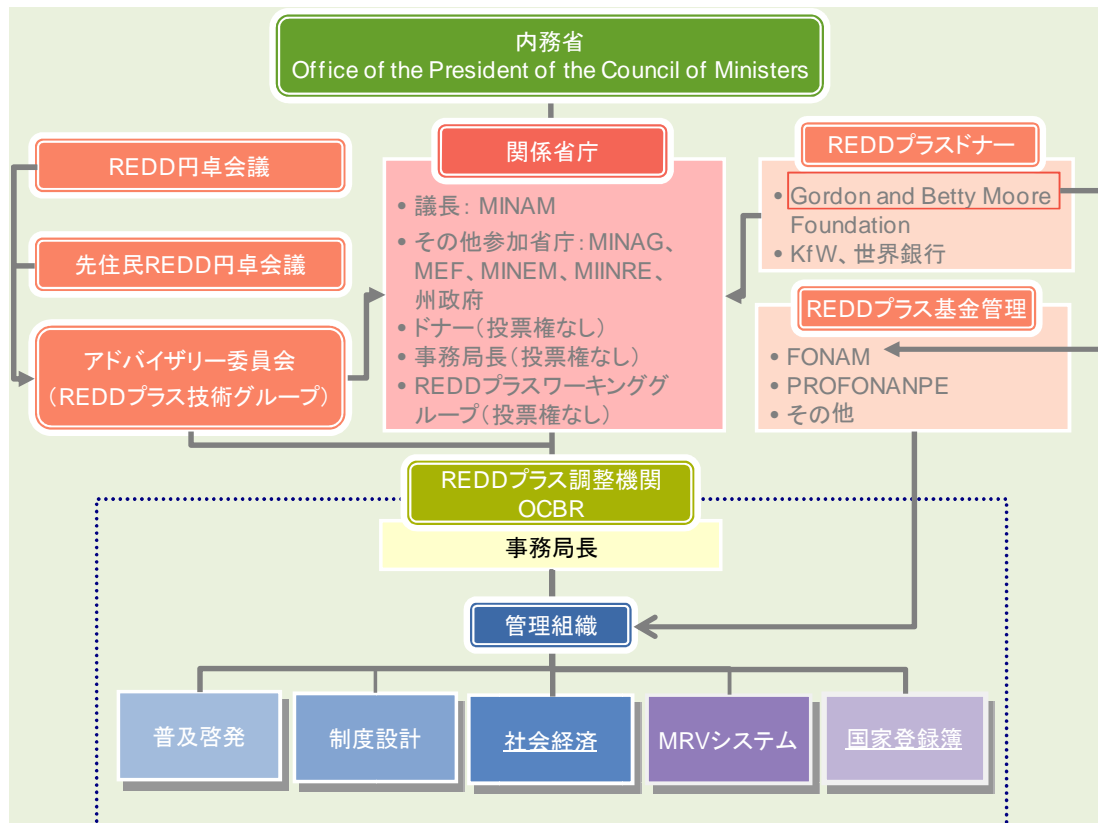 内務省
Office of the President of the Council of Ministers
関係省庁
• 議長： MINAM
• その他参加省庁：MINAG、
MEF、MINEM、MIINRE、
州政府
• ドナー（投票権なし）
• 事務局長（投票権なし）
• REDDプラスワーキンググ
ループ（投票権なし）
REDD円卓会議
先住民REDD円卓会議
アドバイザリー委員会
（REDDプラス技術グループ）
REDDプラスドナー
• Gordon and Betty Moore
Foundation
• KfW、世界銀行
REDDプラス基金管理
• FONAM
• PROFONANPE
• その他
REDDプラス調整機関
OCBR
事務局長
管理組織
普及啓発
制度設計
社会経済
MRVシステム
国家登録簿